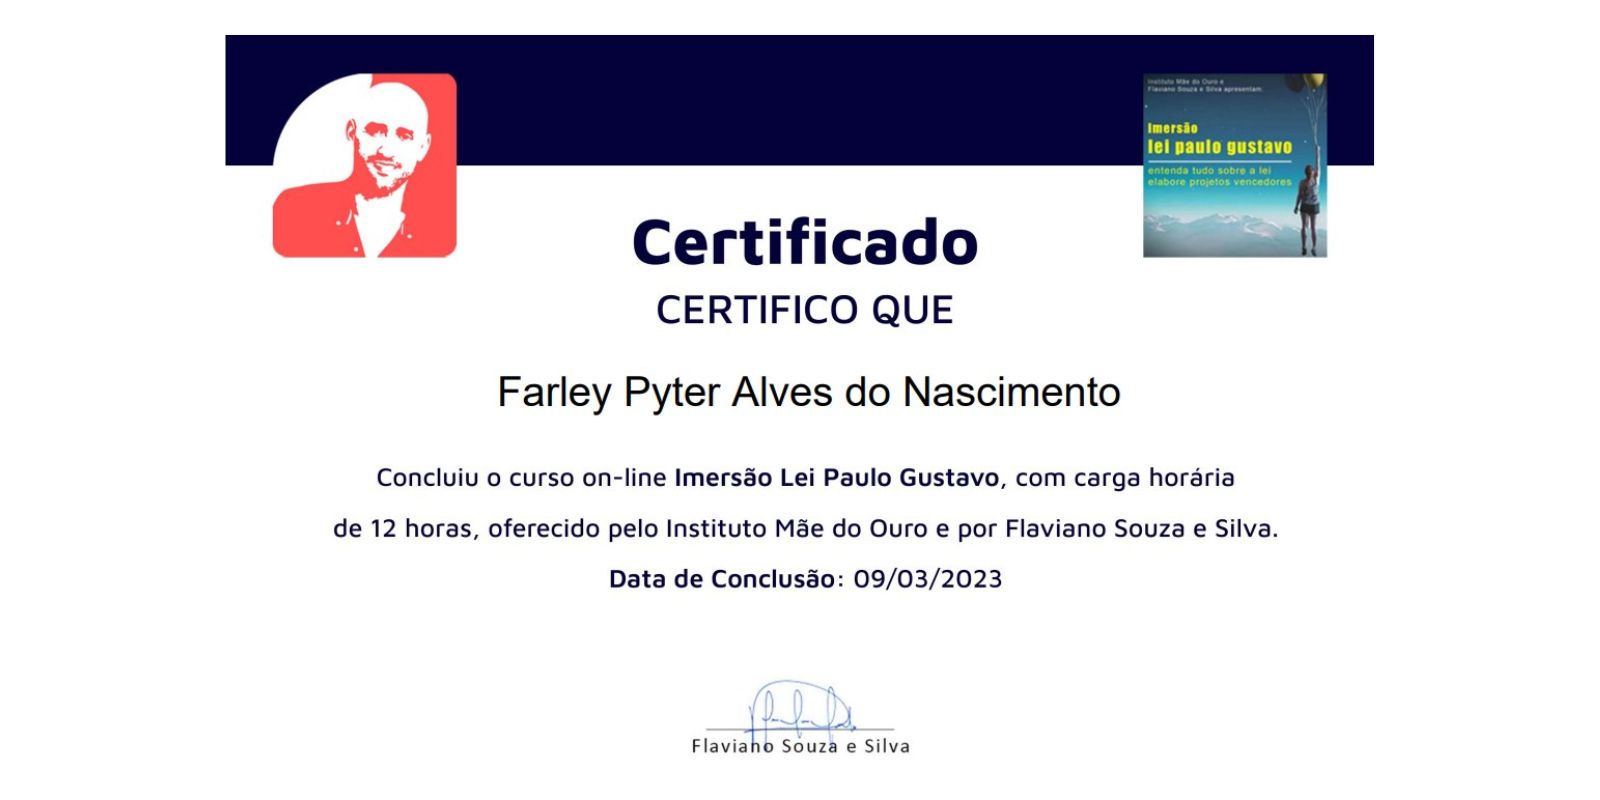 Instituto Mãe do Ouro e
Flaviano Souza e Silva apresentam:
Imersão
lei paulo gustavo
entenda tudo sobre a lei
elabore projetos vencedores
Certificado
CERTIFICO QUE
Farley Pyter Alves do Nascimento
Concluiu o curso on-line Imersão Lei Paulo Gustavo, com carga horária
de 12 horas, oferecido pelo Instituto Mãe do Ouro e por Flaviano Souza e Silva.
Data de Conclusão: 09/03/2023
Flaviano Souza e Silva